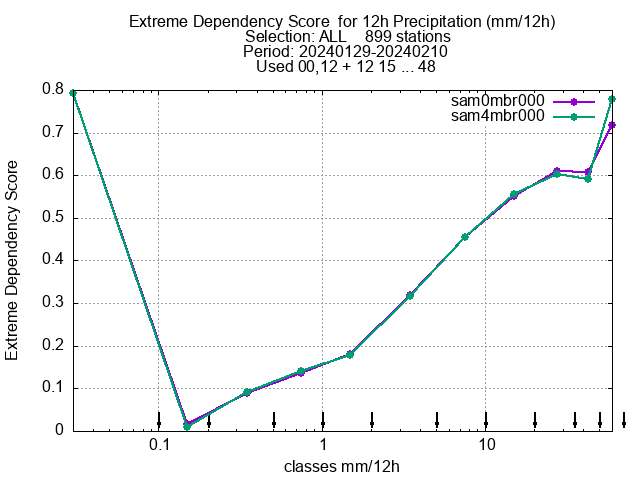 Extreme Dependency Score  for 12h Precipitation (mm/12h)
Selection: ALL    899 stations
Period: 20240129-20240210
Used 00,12 + 12 15 ... 48
sam0mbr000
sam4mbr000
0.8
0.7
0.6
0.5
0.4
0.3
0.2
0.1
0
Extreme Dependency Score
0.1
1
10
classes mm/12h